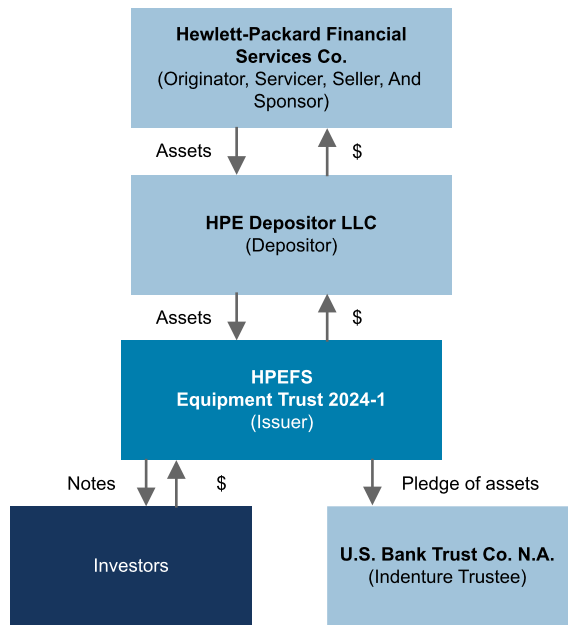 Hewlett-Packard Financial
Services Co.
(Originator, Servicer, Seller, And
Sponsor)
Assets
$
HPE Depositor LLC
(Depositor)
Assets
$
HPEFS
Equipment Trust 2024-1
(Issuer)
Notes
$
Pledge of assets
Investors
U.S. Bank Trust Co. N.A.
(Indenture Trustee)